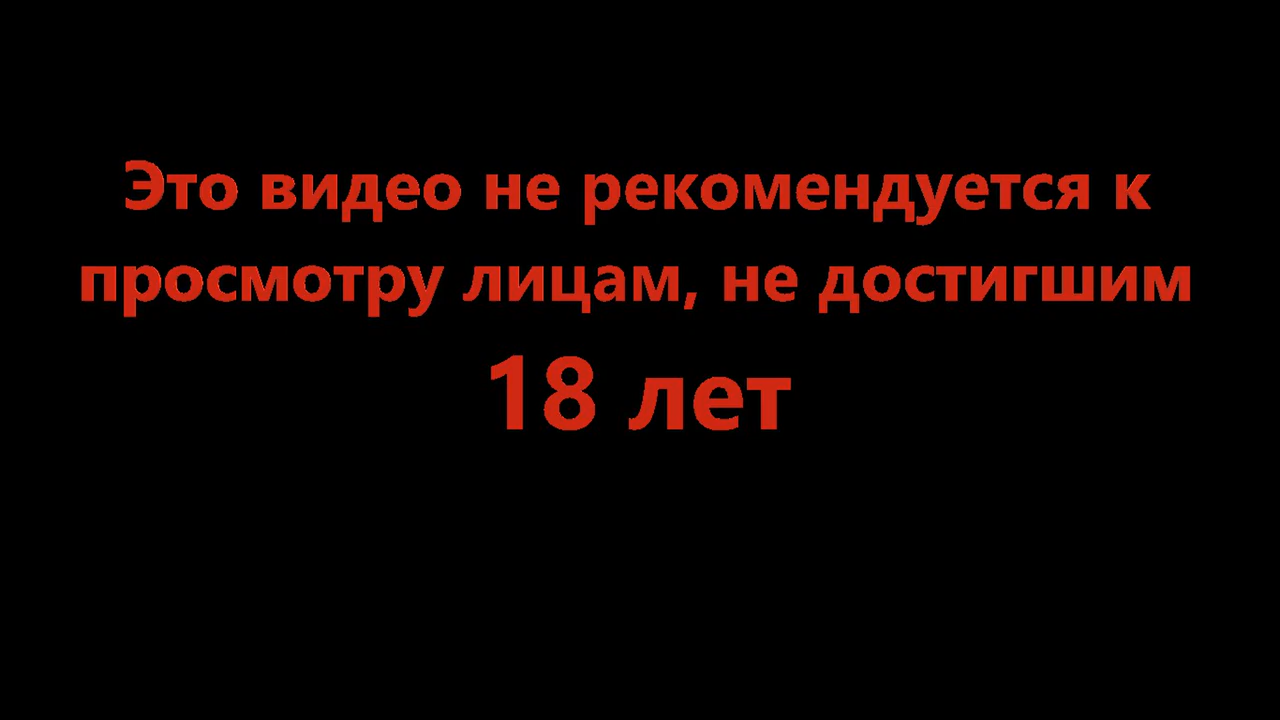 Это видео не рекомендуется к
просмотру лицам, не достигшим
18 лет